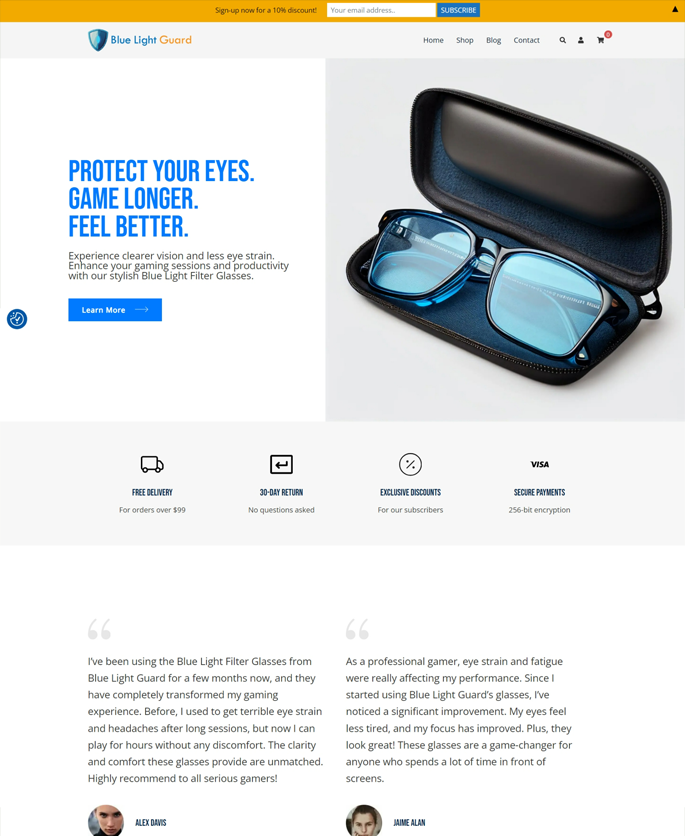 Sign-up now for a 10% discount! Your email address.. SUBSCRIBE
Blue Light Guard
Home Shop Blog Contact 0
PROTECT YOUR EYES.
GAME LONGER.
FEEL BETTER.
Experience clearer vision and less eye strain.
Enhance your gaming sessions and productivity
with our stylish Blue Light Filter Glasses.
Learn More
VISA
FREE DELIVERY
For orders over $99
30-DAY RETURN
No questions asked
EXCLUSIVE DISCOUNTS
For our subscribers
SECURE PAYMENTS
256-bit encryption
I've been using the Blue Light Filter Glasses from
Blue Light Guard for a few months now, and they
have completely transformed my gaming
experience. Before, I used to get terrible eye strain
and headaches after long sessions, but now I can
play for hours without any discomfort. The clarity
and comfort these glasses provide are unmatched.
Highly recommend to all serious gamers!
ALEX DAVIS
As a professional gamer, eye strain and fatigue
were really affecting my performance. Since I
started using Blue Light Guard's glasses, I've
noticed a significant improvement. My eyes feel
less tired, and my focus has improved. Plus, they
look great! These glasses are a game-changer for
anyone who spends a lot of time in front of
screens.
JAIME ALAN